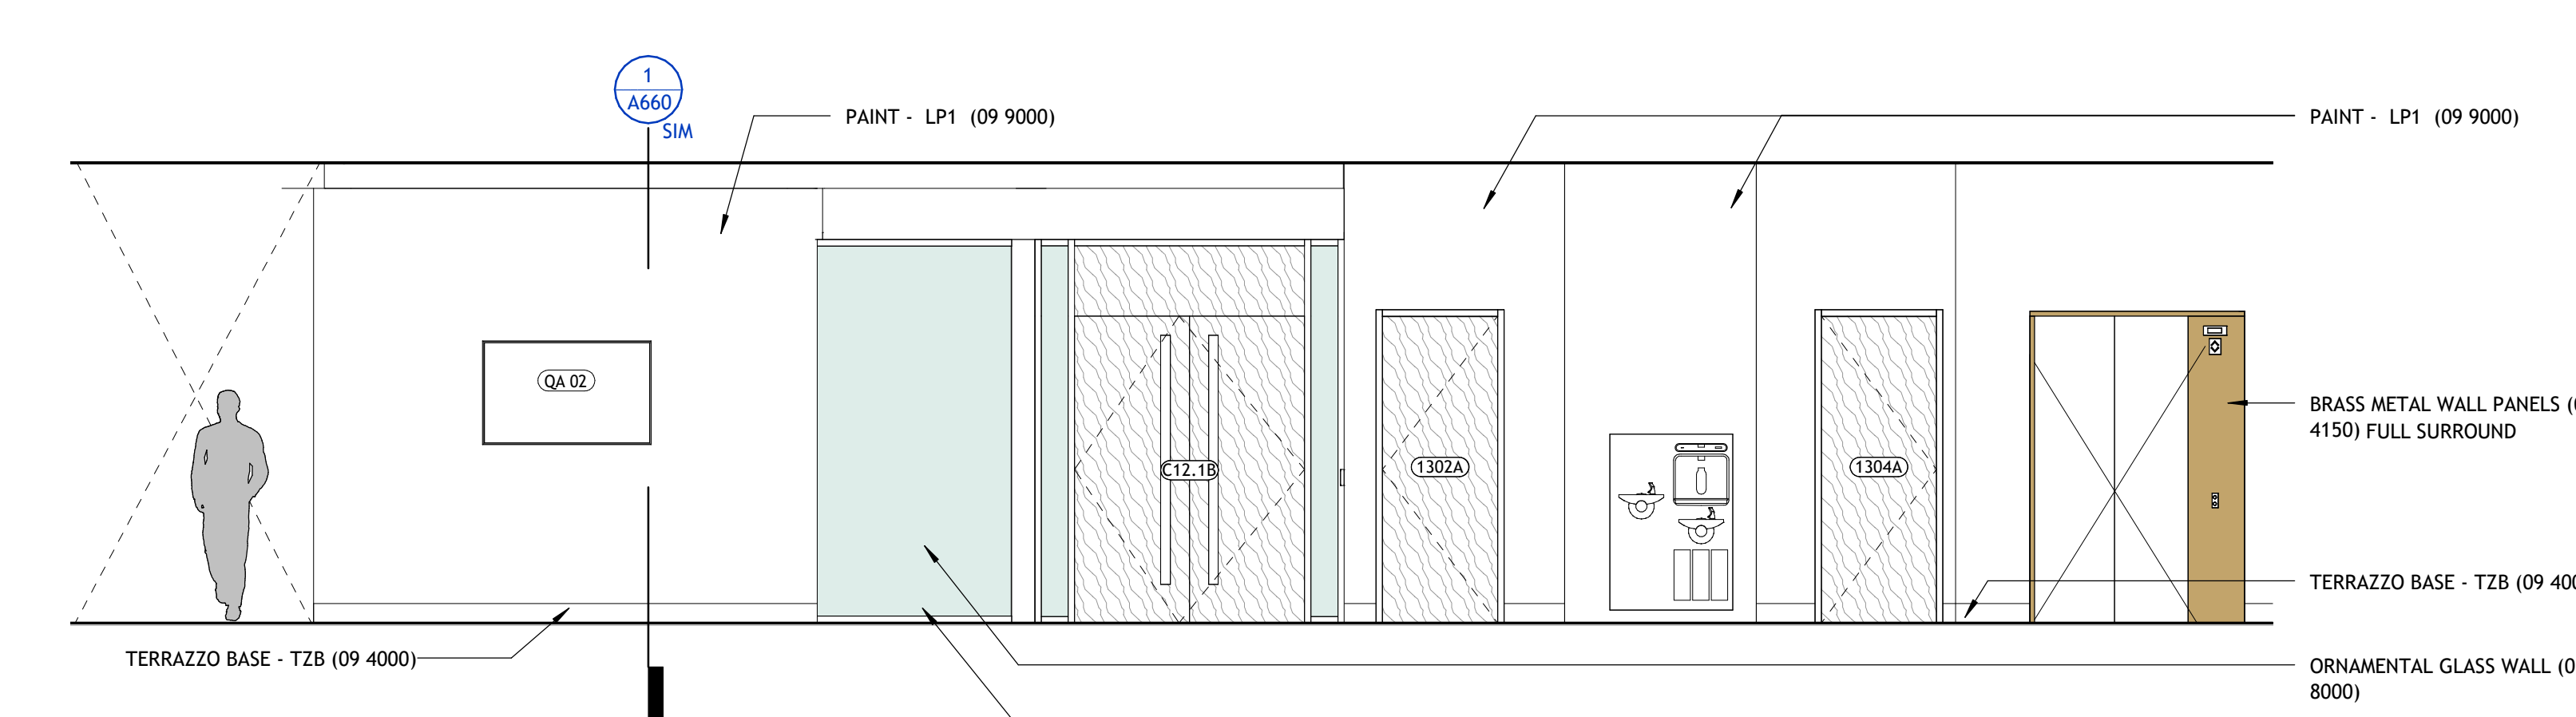 1
A660
SIM
PAINT - LP1 (09 9000)
PAINT - LP1 (09 9000)
QA 02
C12.1B
1302A
1304A
BRASS METAL WALL PANELS (
4150) FULL SURROUND
TERRAZZO BASE - TZB (09 400
TERRAZZO BASE - TZB (09 4000)
ORNAMENTAL GLASS WALL (0
8000)